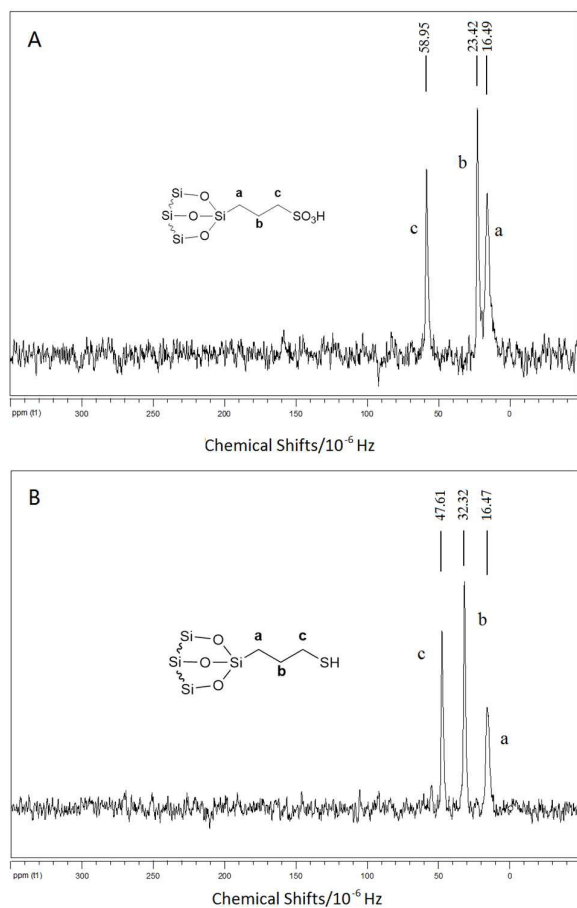 A
58.95
23.42
16.49
b
a
c
a
c
b
Si
O
Si
O
Si
SO3H
Si
O
ppm (f1)
300
250
200
150
100
50
0
Chemical Shifts/10⁻⁶ Hz
B
47.61
32.32
16.47
b
c
a
a
c
b
Si
O
Si
O
Si
SH
Si
O
ppm (f1)
300
250
200
150
100
50
0
Chemical Shifts/10⁻⁶ Hz